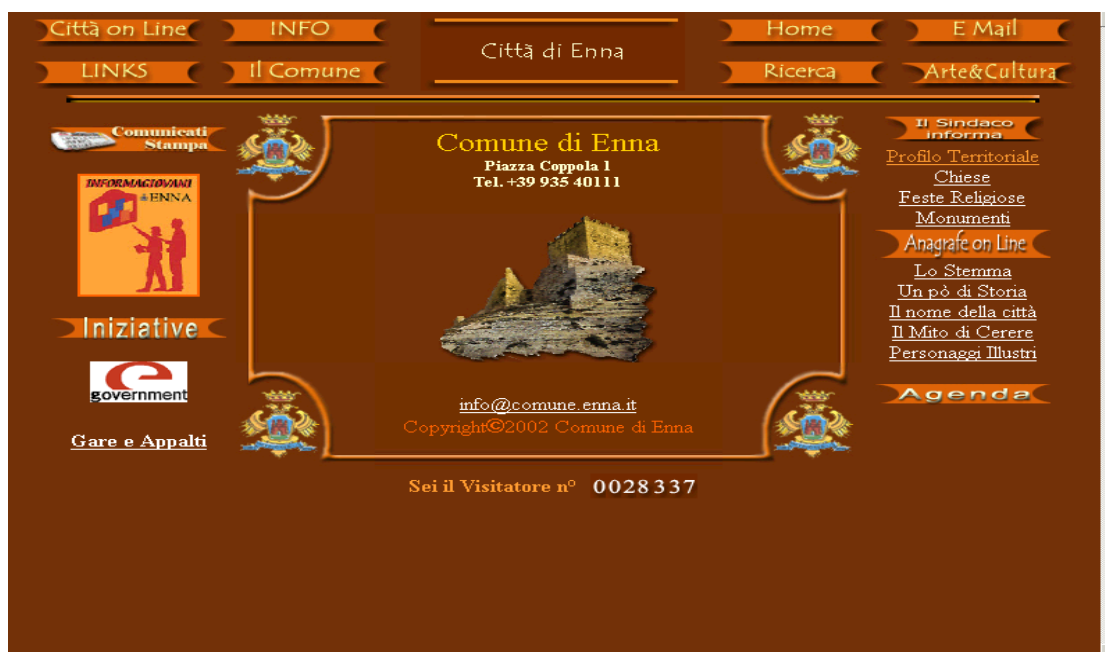 Città on Line
INFO
Città di Enna
Home
E Mail
LINKS
Il Comune
Ricerca
Arte&Cultura
Comunicati
Stampa
INFORMAGIOVANI
di ENNA
Iniziative
e
government
Gare e Appalti
Comune di Enna
Piazza Coppola 1
Tel. +39 935 40111
info@comune.enna.it
Copyright©2002 Comune di Enna
Il Sindaco
informa
Profilo Territoriale
Chiese
Feste Religiose
Monumenti
Anagrafe on Line
Lo Stemma
Un pò di Storia
Il nome della città
Il Mito di Cerere
Personaggi Illustri
Agenda
Sei il Visitatore n° 0028337